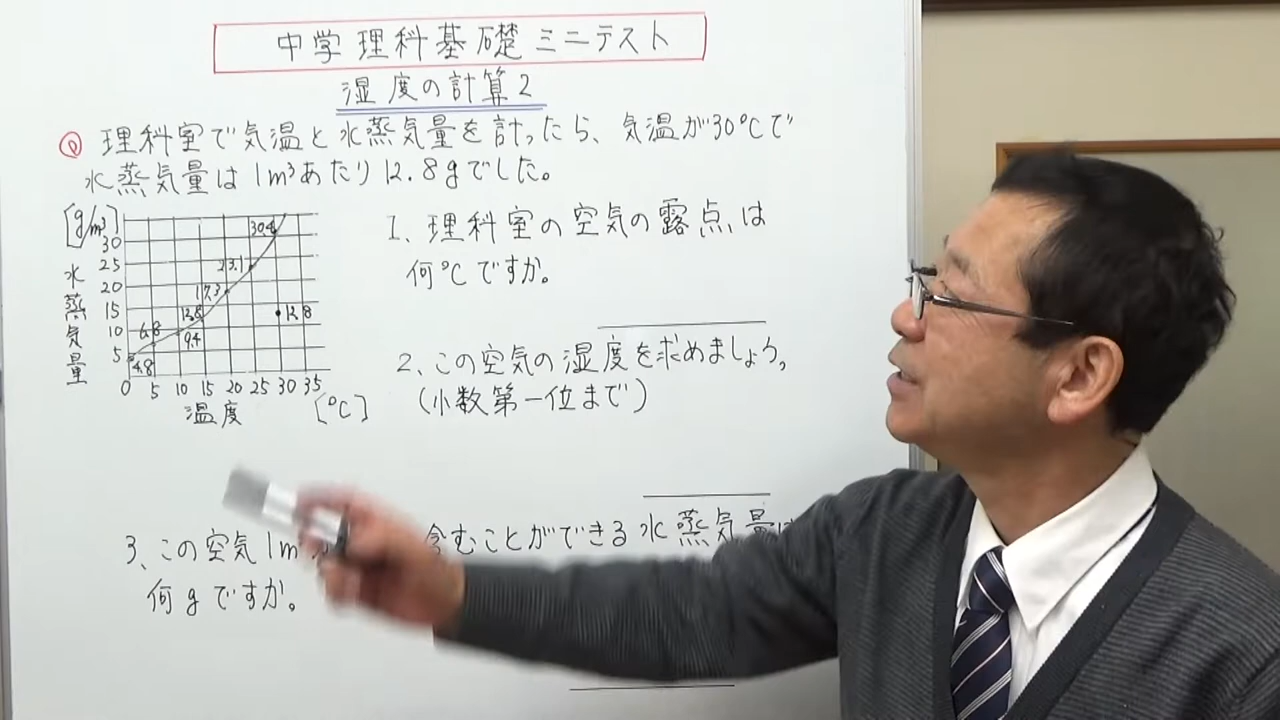 中学理科基礎ミニテスト
湿度の計算2
Q 理科室で気温と水蒸気量を計ったら、気温が30℃で
水蒸気量は1m³あたり12.8gでした。
[g/m³]
30
25
20
15
10
5
0
水蒸気量
30.4
23.1
17.3
12.8
9.4
6.8
4.8
12.8
5 10 15 20 25 30 35
温度 [℃]
1、理科室の空気の露点は
何℃ですか。
2、この空気の湿度を求めましょう。
(小数第一位まで)
3、この空気1m³
含むことができる水蒸気量は
何gですか。